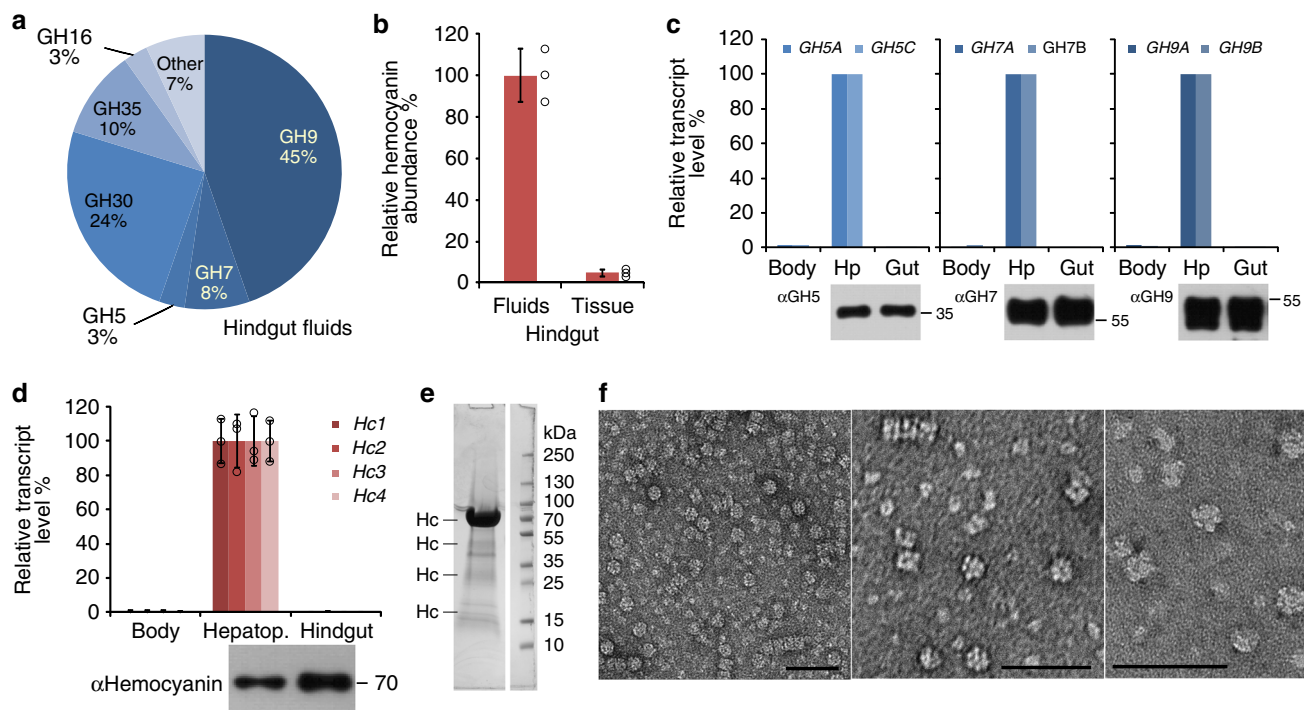 a
GH16
3%
Other
7%
GH35
10%
GH9
45%
GH30
24%
GH7
8%
GH5
3%
Hindgut fluids
b
Relative hemocyanin
abundance %
120
100
80
60
40
20
0
Fluids Tissue
Hindgut
c
Relative transcript
level %
120
100
80
60
40
20
0
GH5A GH5C
GH7A GH7B
GH9A GH9B
Body Hp Gut
Body Hp Gut
Body Hp Gut
αGH5
35
αGH7
55
αGH9
55
d
Relative transcript
level %
120
100
80
60
40
20
0
Hc1
Hc2
Hc3
Hc4
Body Hepatop. Hindgut
αHemocyanin
70
e
kDa
250
130
100
70
55
35
25
15
10
Hc
Hc
Hc
Hc
f